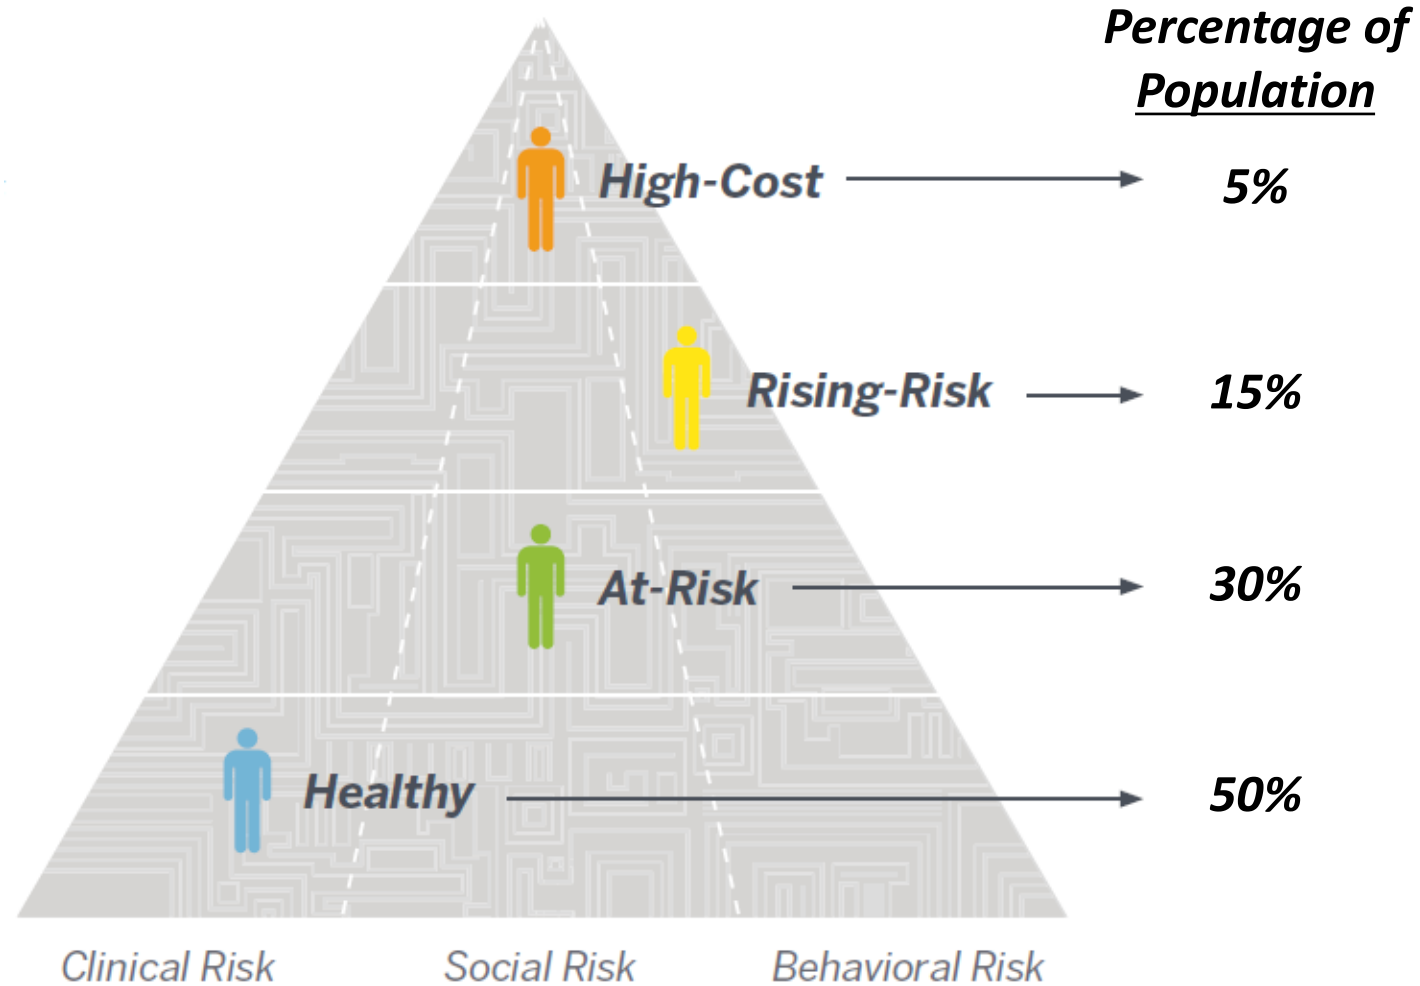 Percentage of
Population
High-Cost
5%
Rising-Risk
15%
At-Risk
30%
Healthy
50%
Clinical Risk
Social Risk
Behavioral Risk